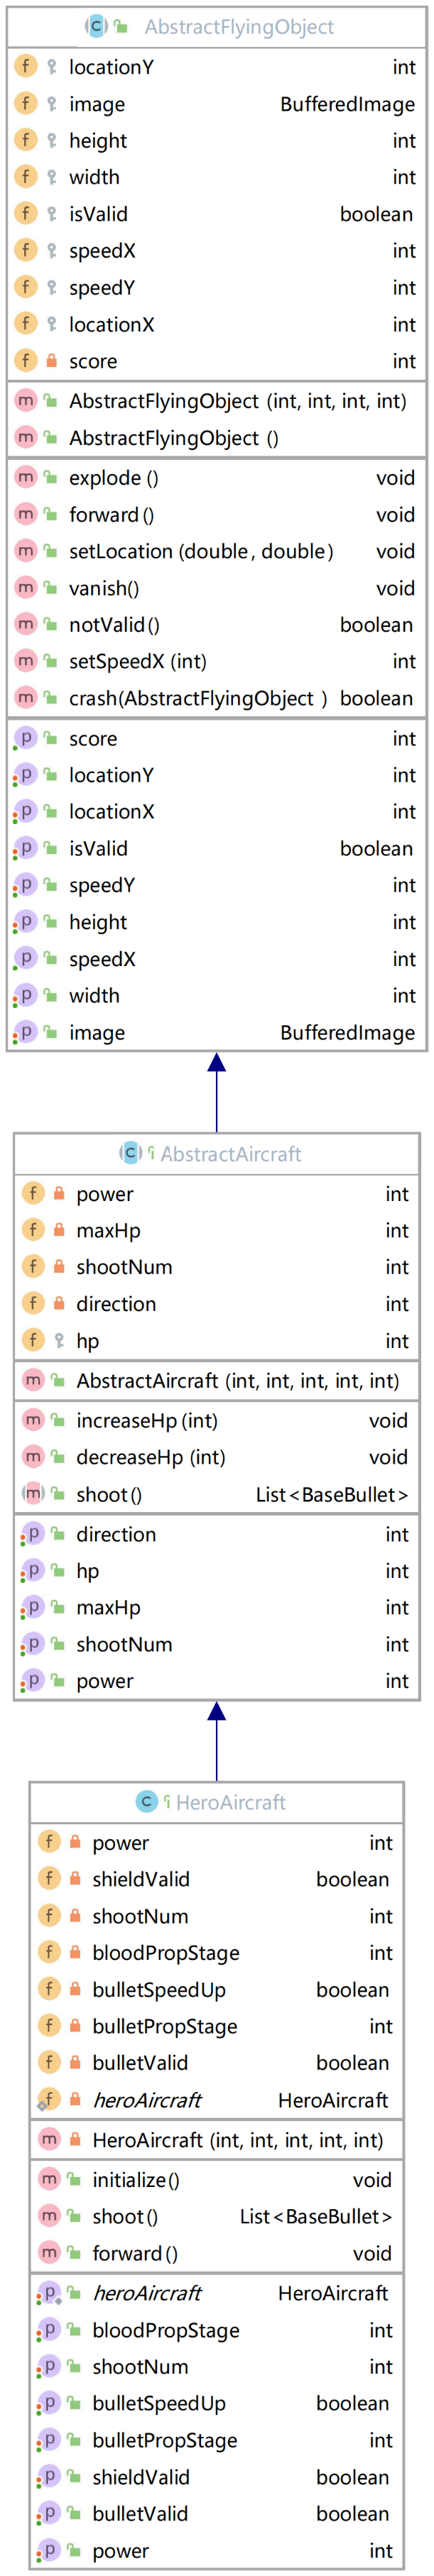 AbstractFlyingObject
locationY int
image BufferedImage
height int
width int
isValid boolean
speedX int
speedY int
locationX int
score int
AbstractFlyingObject (int, int, int, int)
AbstractFlyingObject ()
explode () void
forward () void
setLocation (double, double) void
vanish() void
notValid() boolean
setSpeedX (int) int
crash(AbstractFlyingObject ) boolean
score int
locationY int
locationX int
isValid boolean
speedY int
height int
speedX int
width int
image BufferedImage
AbstractAircraft
power int
maxHp int
shootNum int
direction int
hp int
AbstractAircraft (int, int, int, int, int)
increaseHp (int) void
decreaseHp (int) void
shoot () List<BaseBullet>
direction int
hp int
maxHp int
shootNum int
power int
HeroAircraft
power int
shieldValid boolean
shootNum int
bloodPropStage int
bulletSpeedUp boolean
bulletPropStage int
bulletValid boolean
heroAircraft HeroAircraft
HeroAircraft (int, int, int, int, int)
initialize() void
shoot () List<BaseBullet>
forward () void
heroAircraft HeroAircraft
bloodPropStage int
shootNum int
bulletSpeedUp boolean
bulletPropStage int
shieldValid boolean
bulletValid boolean
power int